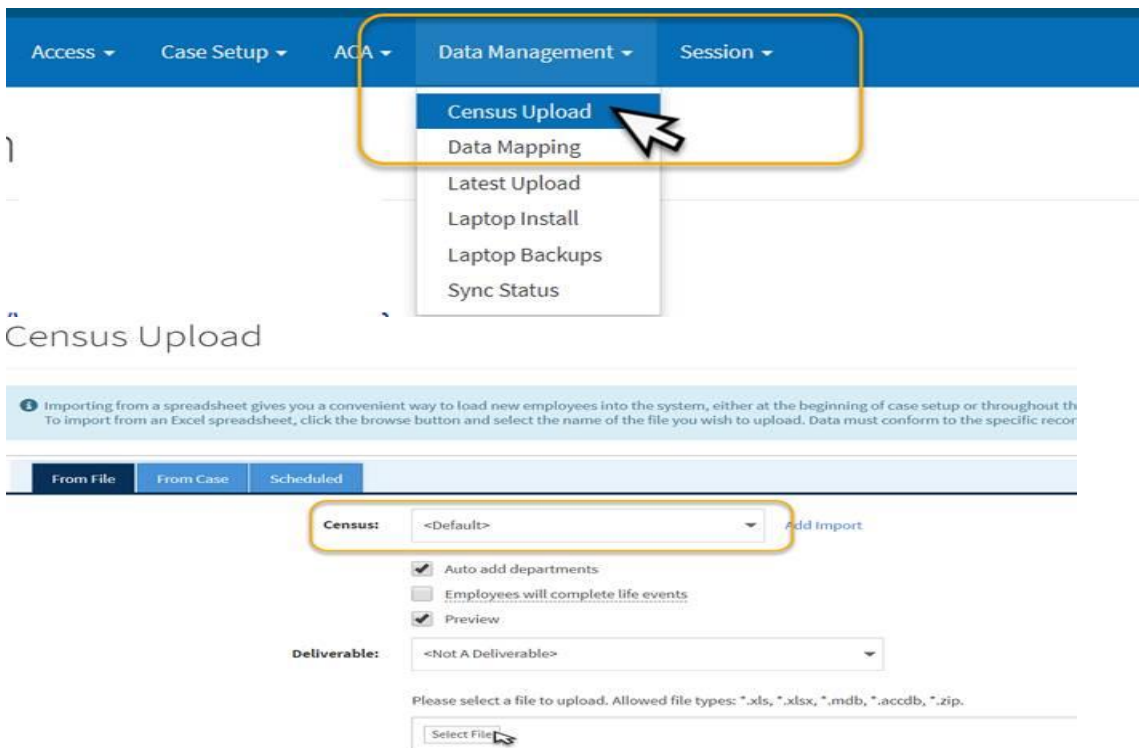 Access Case Setup ACA Data Management Session
Census Upload
Data Mapping
Latest Upload
Laptop Install
Laptop Backups
Sync Status
Census Upload
Importing from a spreadsheet gives you a convenient way to load new employees into the system, either at the beginning of case setup or throughout th
To import from an Excel spreadsheet, click the browse button and select the name of the file you wish to upload. Data must conform to the specific recor
From File From Case Scheduled
Census: <Default> Add Import
Auto add departments
Employees will complete life events
Preview
Deliverable: <Not A Deliverable>
Please select a file to upload. Allowed file types: *.xls, *.xlsx, *.mdb, *.accdb, *.zip.
Select File